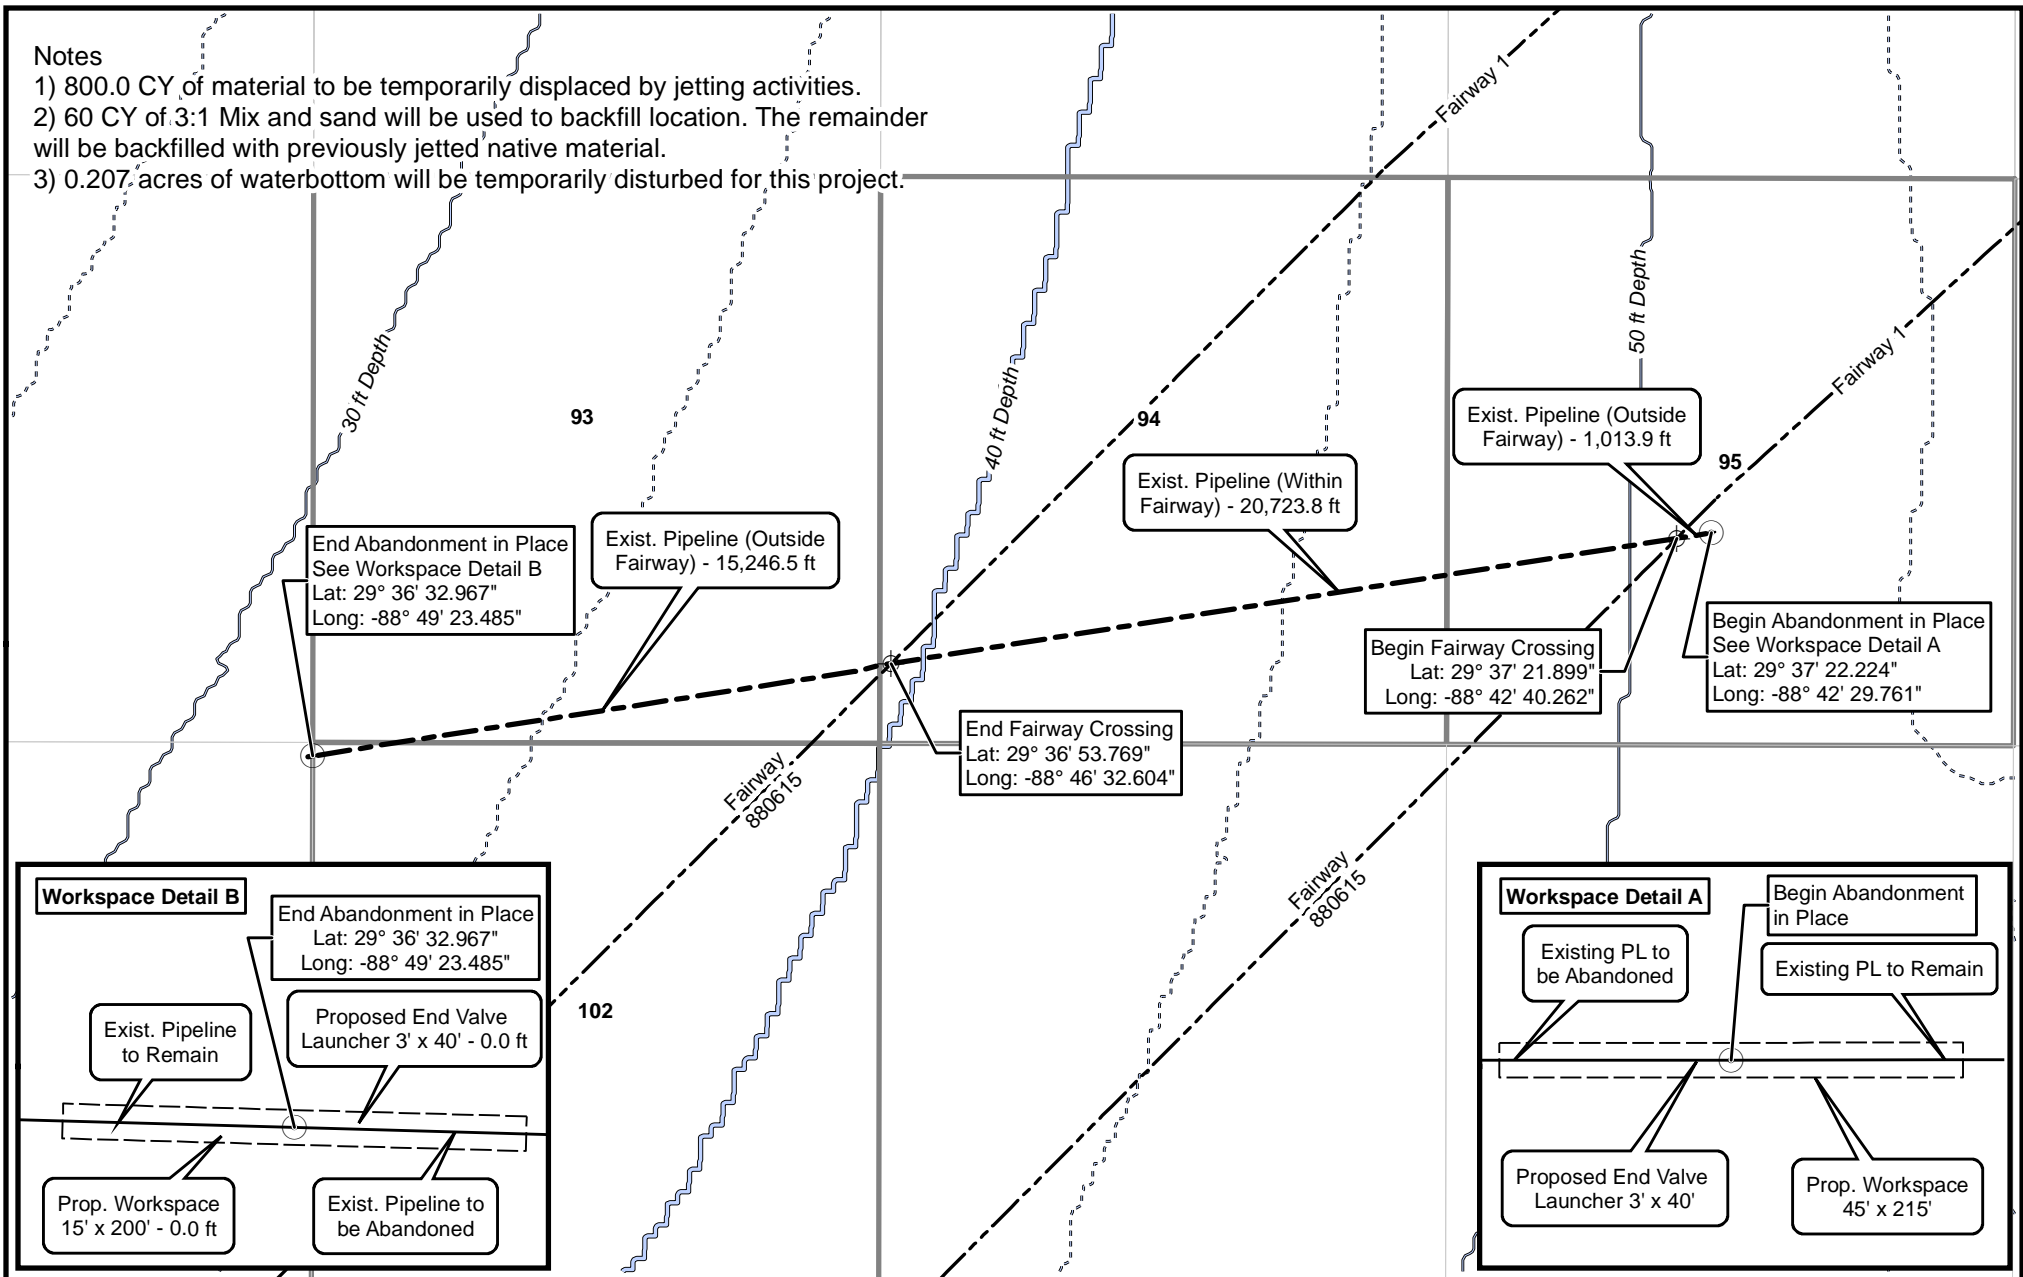 Notes
1) 800.0 CY of material to be temporarily displaced by jetting activities.
2) 60 CY of 3:1 Mix and sand will be used to backfill location. The remainder
will be backfilled with previously jetted native material.
3) 0.207 acres of waterbottom will be temporarily disturbed for this project.
Fairway 1
30 ft Depth
93
40 ft Depth
94
50 ft Depth
Fairway 1
95
Exist. Pipeline (Outside
Fairway) - 1,013.9 ft
Exist. Pipeline (Within
Fairway) - 20,723.8 ft
Exist. Pipeline (Outside
Fairway) - 15,246.5 ft
End Abandonment in Place
See Workspace Detail B
Lat: 29° 36' 32.967"
Long: -88° 49' 23.485"
Begin Fairway Crossing
Lat: 29° 37' 21.899"
Long: -88° 42' 40.262"
Begin Abandonment in Place
See Workspace Detail A
Lat: 29° 37' 22.224"
Long: -88° 42' 29.761"
End Fairway Crossing
Lat: 29° 36' 53.769"
Long: -88° 46' 32.604"
Fairway
880615
Fairway
880615
102
Workspace Detail B
End Abandonment in Place
Lat: 29° 36' 32.967"
Long: -88° 49' 23.485"
Exist. Pipeline
to Remain
Proposed End Valve
Launcher 3' x 40' - 0.0 ft
Prop. Workspace
15' x 200' - 0.0 ft
Exist. Pipeline to
be Abandoned
Workspace Detail A
Begin Abandonment
in Place
Existing PL to
be Abandoned
Existing PL to Remain
Proposed End Valve
Launcher 3' x 40'
Prop. Workspace
45' x 215'